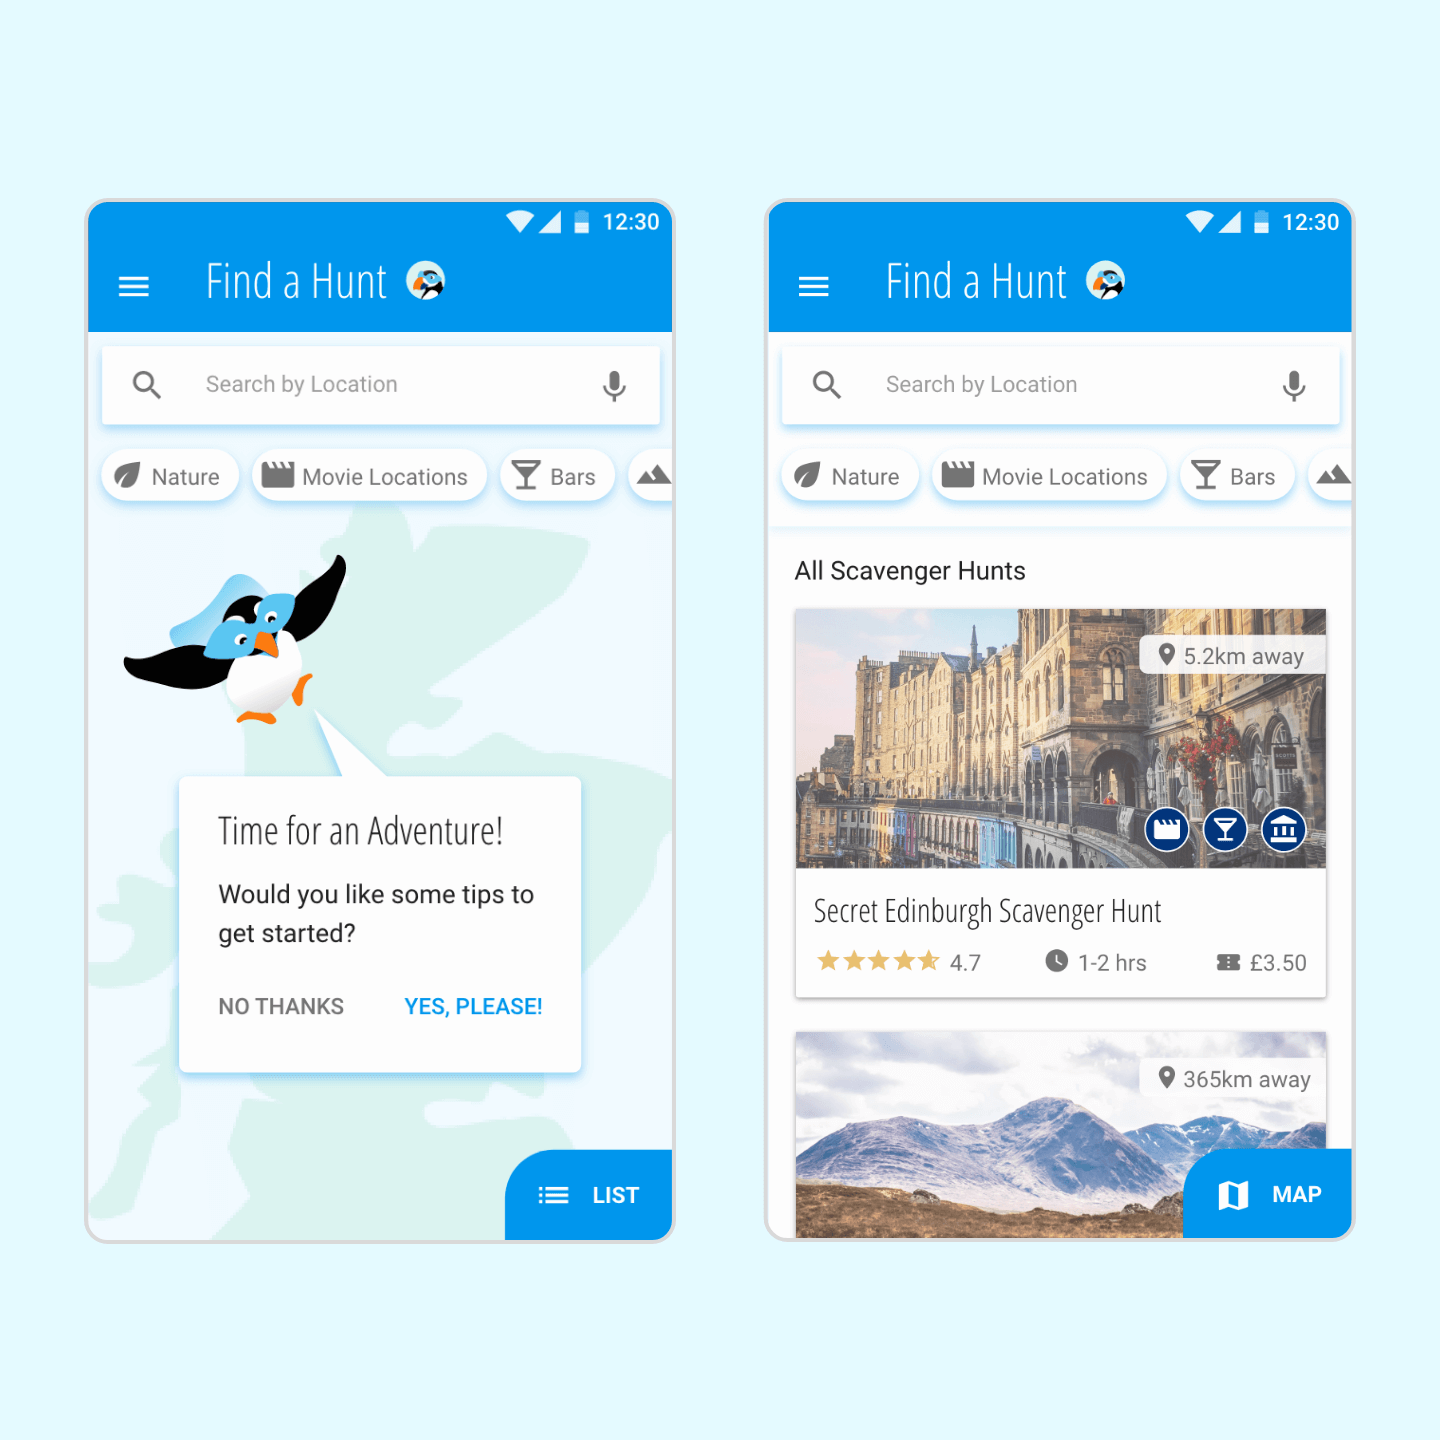 12:30
Find a Hunt
Search by Location
Nature
Movie Locations
Bars
Time for an Adventure!
Would you like some tips to
get started?
NO THANKS
YES, PLEASE!
LIST
12:30
Find a Hunt
Search by Location
Nature
Movie Locations
Bars
All Scavenger Hunts
5.2km away
Secret Edinburgh Scavenger Hunt
4.7
1-2 hrs
£3.50
365km away
MAP